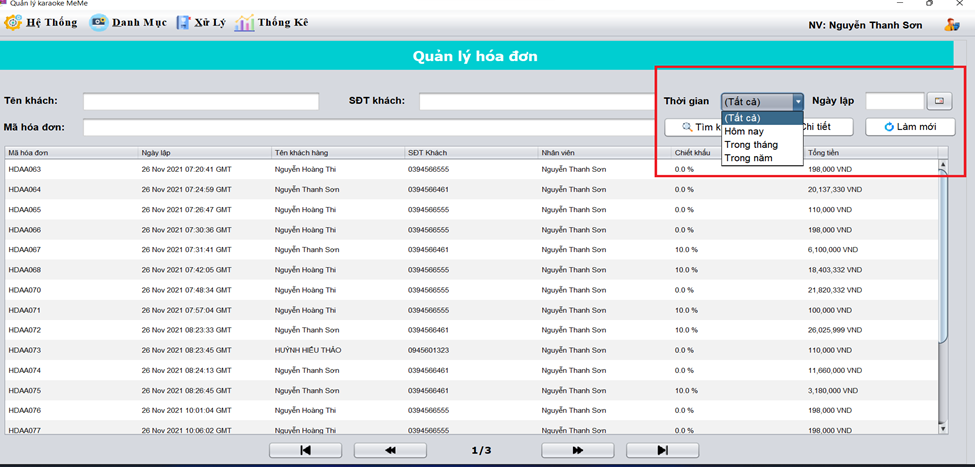 Quản lý karaoke MeMe
Hệ Thống Danh Mục Xử Lý Thống Kê NV: Nguyễn Thanh Sơn
Quản lý hóa đơn
Tên khách: SĐT khách: Thời gian (Tất cả) Ngày lập
(Tất cả)
Mã hóa đơn: Tìm k Chi tiết Làm mới
Hôm nay
Trong tháng
Trong năm
Mã hóa đơn Ngày lập Tên khách hàng SĐT Khách Nhân viên Chiết khấu Tổng tiền
HDAA063 26 Nov 2021 07:20:41 GMT Nguyễn Hoàng Thi 0394566555 Nguyễn Thanh Sơn 0.0 % 198,000 VND
HDAA064 26 Nov 2021 07:24:59 GMT Nguyễn Thanh Sơn 0394566461 Nguyễn Thanh Sơn 0.0 % 20,137,330 VND
HDAA065 26 Nov 2021 07:26:47 GMT Nguyễn Hoàng Thi 0394566555 Nguyễn Thanh Sơn 0.0 % 110,000 VND
HDAA066 26 Nov 2021 07:30:36 GMT Nguyễn Hoàng Thi 0394566555 Nguyễn Thanh Sơn 0.0 % 198,000 VND
HDAA067 26 Nov 2021 07:31:41 GMT Nguyễn Thanh Sơn 0394566461 Nguyễn Thanh Sơn 10.0 % 6,100,000 VND
HDAA068 26 Nov 2021 07:42:05 GMT Nguyễn Hoàng Thi 0394566555 Nguyễn Thanh Sơn 10.0 % 18,403,332 VND
HDAA070 26 Nov 2021 07:48:34 GMT Nguyễn Hoàng Thi 0394566555 Nguyễn Thanh Sơn 0.0 % 21,820,332 VND
HDAA071 26 Nov 2021 07:57:04 GMT Nguyễn Hoàng Thi 0394566555 Nguyễn Thanh Sơn 10.0 % 100,000 VND
HDAA072 26 Nov 2021 08:23:33 GMT Nguyễn Thanh Sơn 0394566461 Nguyễn Thanh Sơn 10.0 % 26,025,999 VND
HDAA073 26 Nov 2021 08:23:45 GMT HUỲNH HIẾU THẢO 0945601323 Nguyễn Thanh Sơn 0.0 % 110,000 VND
HDAA074 26 Nov 2021 08:24:13 GMT Nguyễn Thanh Sơn 0394566461 Nguyễn Thanh Sơn 0.0 % 11,660,000 VND
HDAA075 26 Nov 2021 08:26:45 GMT Nguyễn Thanh Sơn 0394566461 Nguyễn Thanh Sơn 10.0 % 3,180,000 VND
HDAA076 26 Nov 2021 10:01:04 GMT Nguyễn Hoàng Thi 0394566555 Nguyễn Thanh Sơn 0.0 % 198,000 VND
HDAA077 26 Nov 2021 10:06:02 GMT Nguyễn Hoàng Thi 0394566555 Nguyễn Thanh Sơn 0.0 % 198,000 VND
1/3